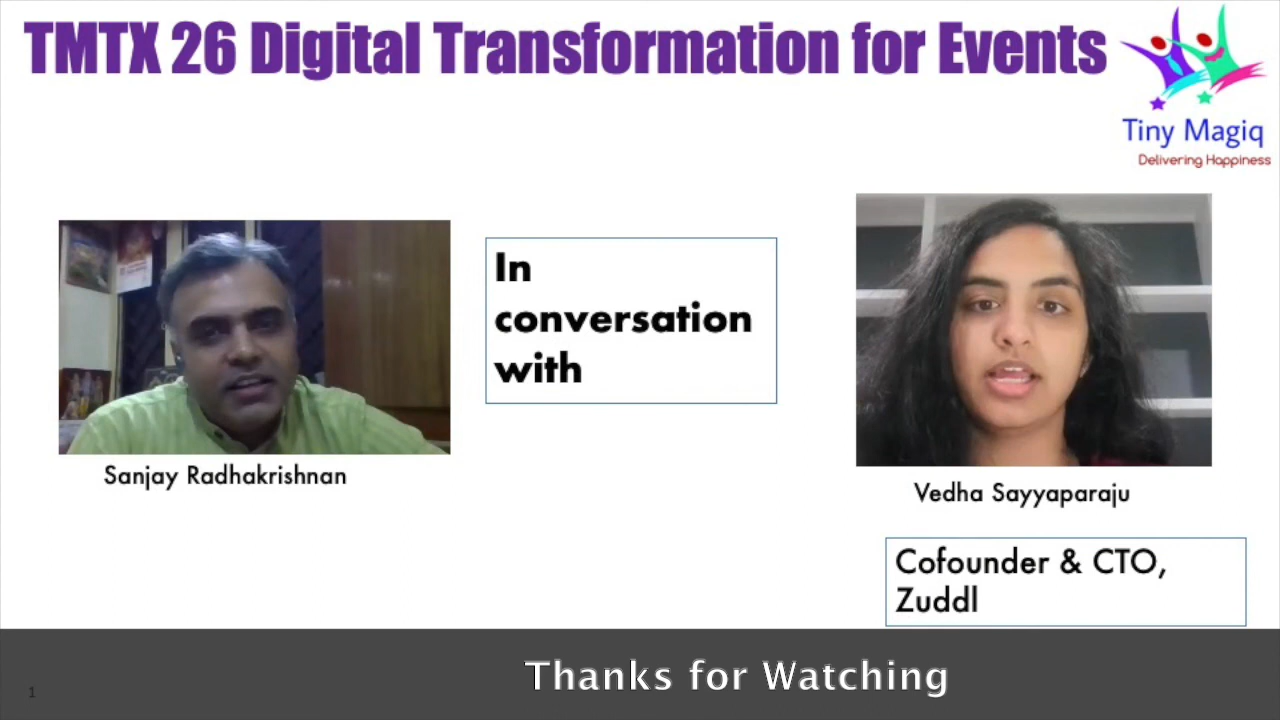 TMTX 26 Digital Transformation for Events
Tiny Magiq
Delivering Happiness
In
conversation
with
Sanjay Radhakrishnan
Vedha Sayyaparaju
Cofounder & CTO,
Zuddl
Thanks for Watching
1